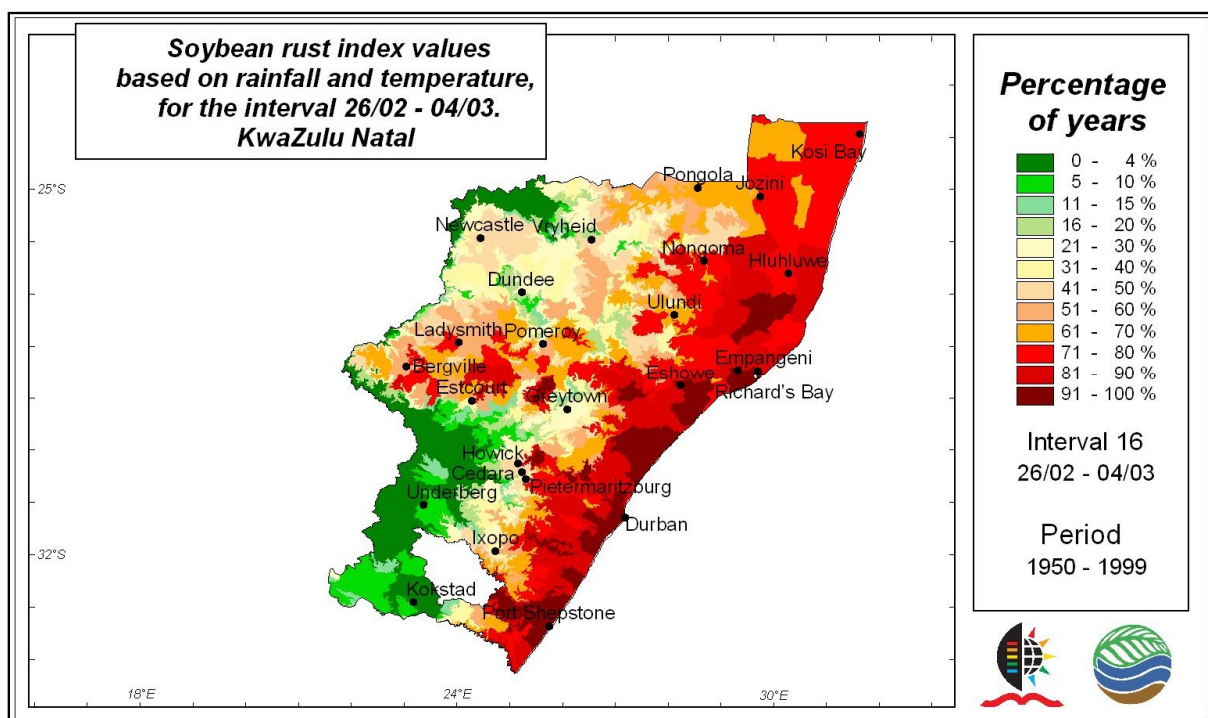 Soybean rust index values
based on rainfall and temperature,
for the interval 26/02 - 04/03.
KwaZulu Natal
Percentage
of years
0 - 4 %
5 - 10 %
11 - 15 %
16 - 20 %
21 - 30 %
31 - 40 %
41 - 50 %
51 - 60 %
61 - 70 %
71 - 80 %
81 - 90 %
91 - 100 %
Interval 16
26/02 - 04/03
Period
1950 - 1999
Kosi Bay
25°S
Pongola
Jozini
Newcastle
Vryheid
Nongoma
Hluhluwe
Dundee
Ulundi
Ladysmith
Pomeroy
Bergville
Empangeni
Eshowe
Estcourt
Richard's Bay
Greytown
Howick
Cedara
Pietermaritzburg
Underberg
Durban
Ixopo
32°S
Kokstad
Port Shepstone
18°E
24°E
30°E